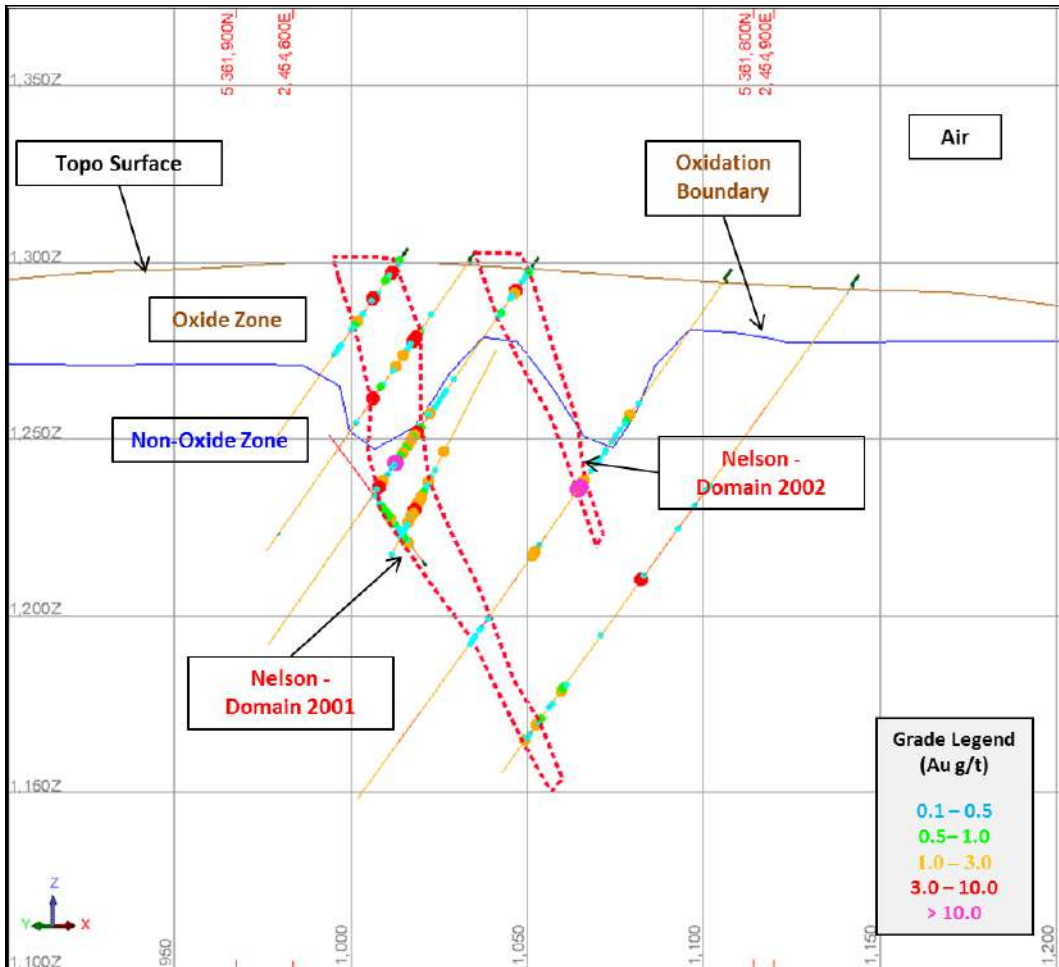 5 361,900N
2,454,800E
5 361,800N
2,454,900E
1,350Z
Air
Topo Surface
Oxidation
Boundary
1,300Z
Oxide Zone
Non-Oxide Zone
1,250Z
Nelson -
Domain 2002
1,200Z
Nelson -
Domain 2001
Grade Legend
(Au g/t)
0.1 – 0.5
0.5– 1.0
1.0 – 3.0
3.0 – 10.0
> 10.0
1,150Z
Z
Y
X
1,100Z
950
1,000
1,050
1,100
1,150
1,200